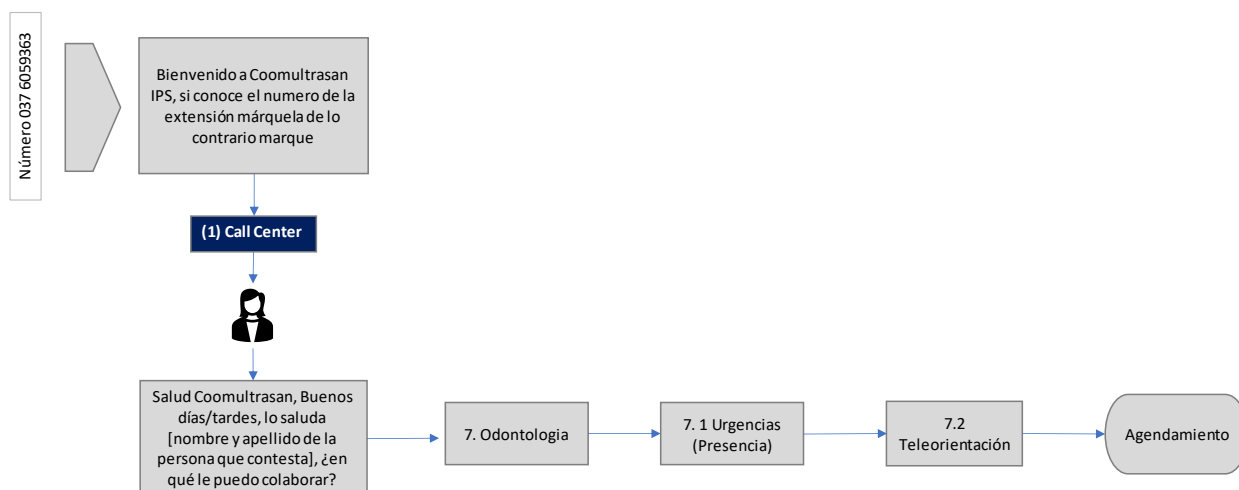 Número 037 6059363
Bienvenido a Coomultrasan
IPS, si conoce el numero de la
extensión márquela de lo
contrario marque
(1) Call Center
Salud Coomultrasan, Buenos
días/tardes, lo saluda
[nombre y apellido de la
persona que contesta], ¿en
qué le puedo colaborar?
7. Odontologia
7. 1 Urgencias
(Presencia)
7.2
Teleorientación
Agendamiento